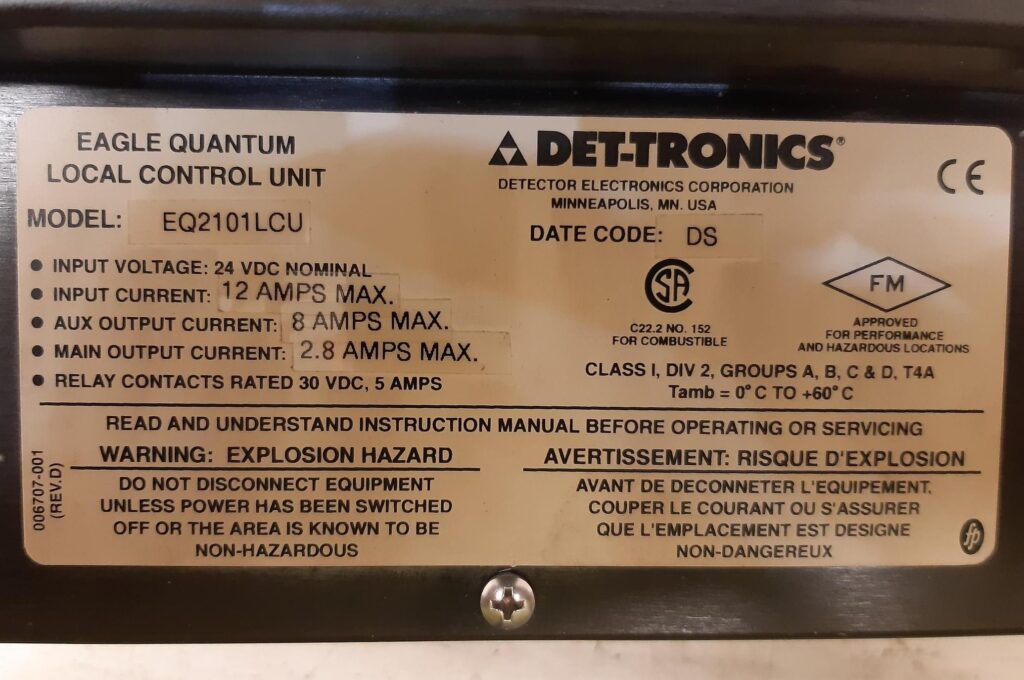 EAGLE QUANTUM
LOCAL CONTROL UNIT
MODEL: EQ2101LCU
• INPUT VOLTAGE: 24 VDC NOMINAL
• INPUT CURRENT: 12 AMPS MAX.
• AUX OUTPUT CURRENT: 8 AMPS MAX.
• MAIN OUTPUT CURRENT: 2.8 AMPS MAX.
• RELAY CONTACTS RATED 30 VDC, 5 AMPS
DET-TRONICS®
DETECTOR ELECTRONICS CORPORATION
MINNEAPOLIS, MN. USA
CE
DATE CODE: DS
CSA
C22.2 NO. 152
FOR COMBUSTIBLE
FM
APPROVED
FOR PERFORMANCE
AND HAZARDOUS LOCATIONS
CLASS I, DIV 2, GROUPS A, B, C & D, T4A
Tamb = 0°C TO +60°C
READ AND UNDERSTAND INSTRUCTION MANUAL BEFORE OPERATING OR SERVICING
WARNING: EXPLOSION HAZARD
DO NOT DISCONNECT EQUIPMENT
UNLESS POWER HAS BEEN SWITCHED
OFF OR THE AREA IS KNOWN TO BE
NON-HAZARDOUS
AVERTISSEMENT: RISQUE D'EXPLOSION
AVANT DE DECONNETER L'EQUIPEMENT,
COUPER LE COURANT OU S'ASSURER
QUE L'EMPLACEMENT EST DESIGNE
NON-DANGEREUX
006707-001
(REV.D)
fp